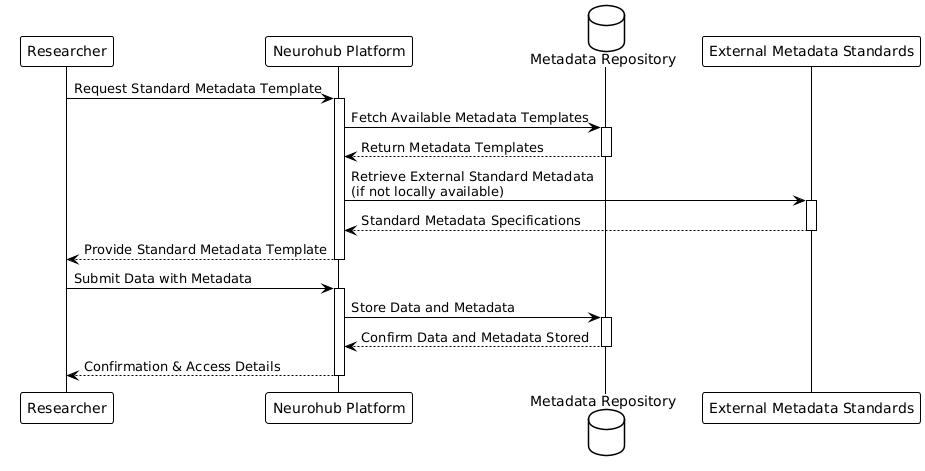 Researcher
Neurohub Platform
Metadata Repository
External Metadata Standards
Request Standard Metadata Template
Fetch Available Metadata Templates
Return Metadata Templates
Retrieve External Standard Metadata
(if not locally available)
Standard Metadata Specifications
Provide Standard Metadata Template
Submit Data with Metadata
Store Data and Metadata
Confirm Data and Metadata Stored
Confirmation & Access Details
Researcher
Neurohub Platform
Metadata Repository
External Metadata Standards